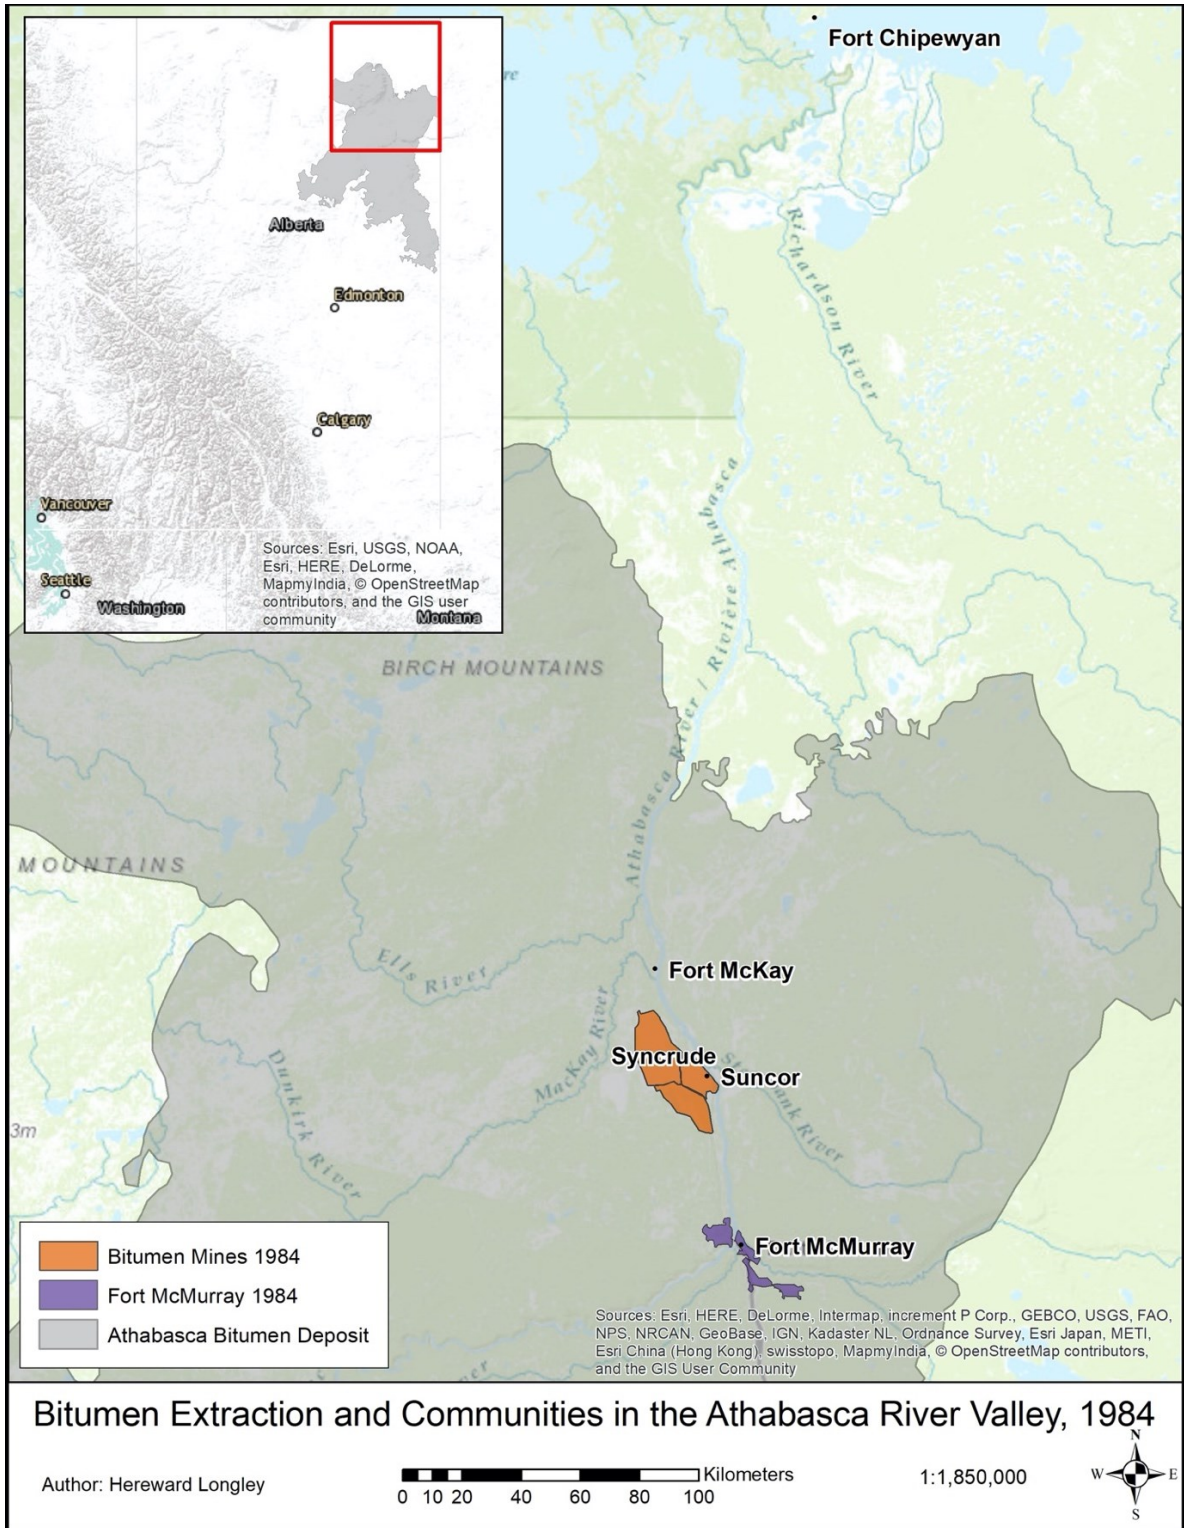 Fort Chipewyan
Alberta
Edmonton
Calgary
Vancouver
Seattle
Washington
Montana
Sources: Esri, USGS, NOAA,
Esri, HERE, DeLorme,
MapmyIndia, © OpenStreetMap
contributors, and the GIS user
community
re
Richardson River
Athabasca River / Rivière Athabasca
BIRCH MOUNTAINS
MOUNTAINS
Ells River
Fort McKay
MacKay River
Syncrude
Suncor
ank River
Dunkirk River
3m
Fort McMurray
Bitumen Mines 1984
Fort McMurray 1984
Athabasca Bitumen Deposit
Sources: Esri, HERE, DeLorme, Intermap, increment P Corp., GEBCO, USGS, FAO,
NPS, NRCAN, GeoBase, IGN, Kadaster NL, Ordnance Survey, Esri Japan, METI,
Esri China (Hong Kong), swisstopo, MapmyIndia, © OpenStreetMap contributors,
and the GIS User Community
ver
Bitumen Extraction and Communities in the Athabasca River Valley, 1984
Author: Hereward Longley
Kilometers
0 10 20 40 60 80 100
1:1,850,000
N
W E
S